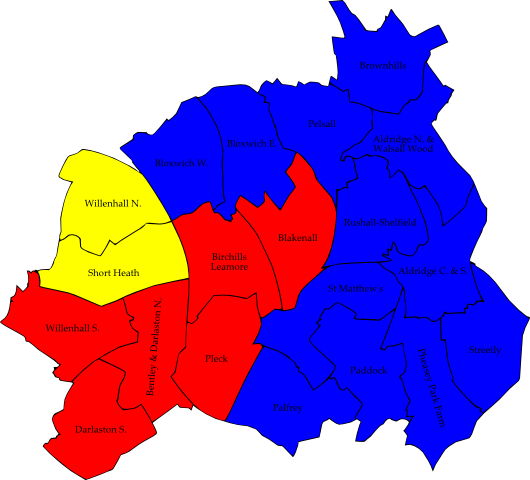 Brownhills
Pelsall
Aldridge N. &
Walsall Wood
Bloxwich E.
Bloxwich W.
Willenhall N.
Rushall-Shelfield
Blakenall
Birchills
Leamore
Short Heath
Aldridge C. & S.
St Matthew's
Willenhall S.
Bentley & Darlaston N.
Pleck
Paddock
Pheasey Park Farm
Streetly
Palfrey
Darlaston S.